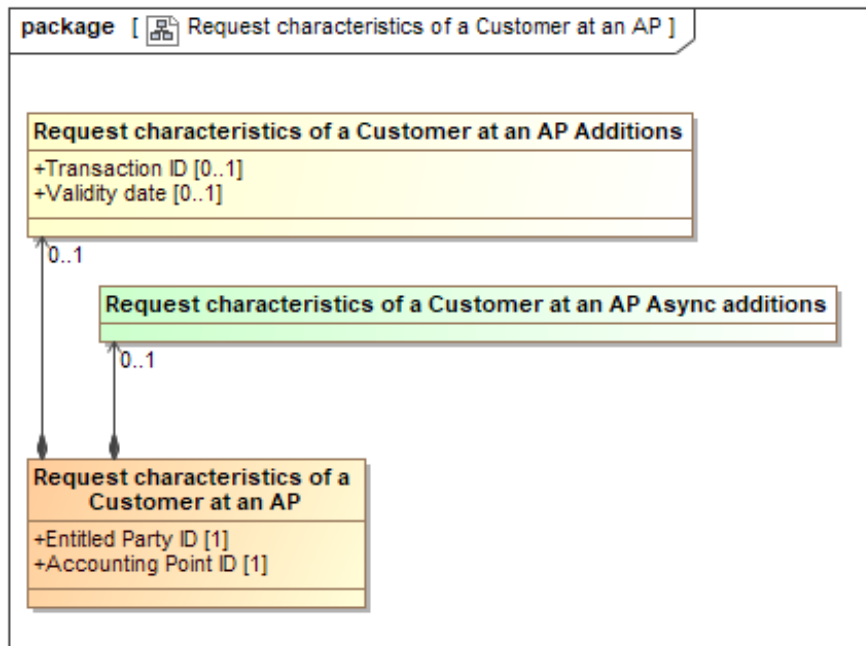 package [ Request characteristics of a Customer at an AP ]
Request characteristics of a Customer at an AP Additions
+Transaction ID [0..1]
+Validity date [0..1]
0..1
Request characteristics of a Customer at an AP Async additions
0..1
Request characteristics of a
Customer at an AP
+Entitled Party ID [1]
+Accounting Point ID [1]